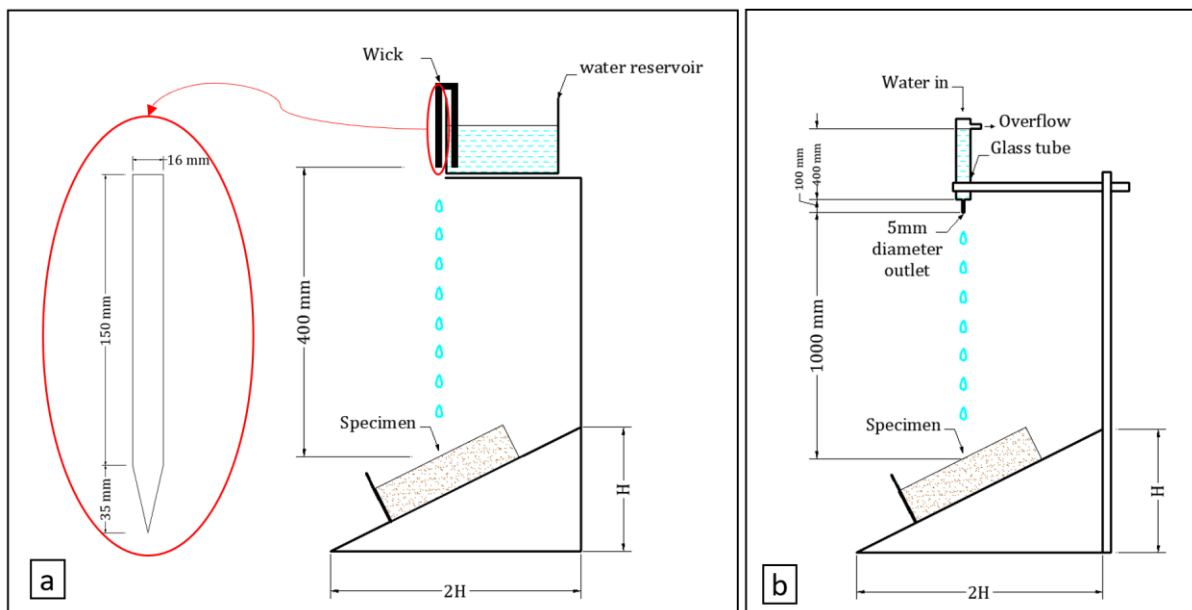 Wick
water reservoir
16 mm
150 mm
35 mm
400 mm
Specimen
H
2H
a
Water in
Overflow
Glass tube
100 mm
400 mm
5mm
diameter
outlet
1000 mm
Specimen
H
2H
b